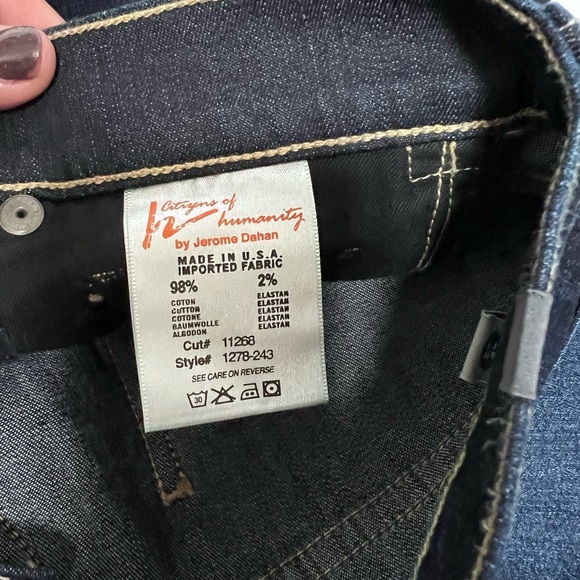 Citizens of
humanity
by Jerome Dahan
MADE IN U.S.A.
IMPORTED FABRIC
98% 2%
COTON ELASTAN
CUTTON ELASTAN
COTONE ELASTAN
BAUMWOLLE ELASTAN
ALGODON
Cut# 11268
Style# 1278-243
SEE CARE ON REVERSE
30